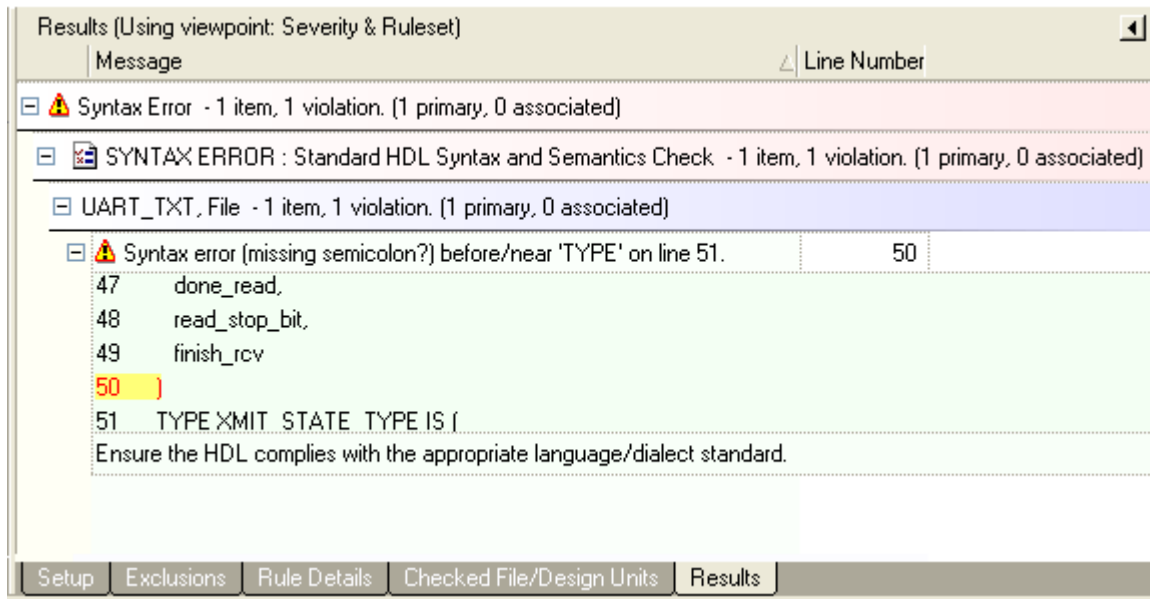 Results (Using viewpoint: Severity & Ruleset)
Message Line Number
Syntax Error - 1 item, 1 violation. (1 primary, 0 associated)
SYNTAX ERROR : Standard HDL Syntax and Semantics Check - 1 item, 1 violation. (1 primary, 0 associated)
UART_TXT, File - 1 item, 1 violation. (1 primary, 0 associated)
Syntax error (missing semicolon?) before/near 'TYPE' on line 51. 50
47 done_read,
48 read_stop_bit,
49 finish_rcv
50 )
51 TYPE XMIT_STATE_TYPE IS (
Ensure the HDL complies with the appropriate language/dialect standard.
Setup Exclusions Rule Details Checked File/Design Units Results